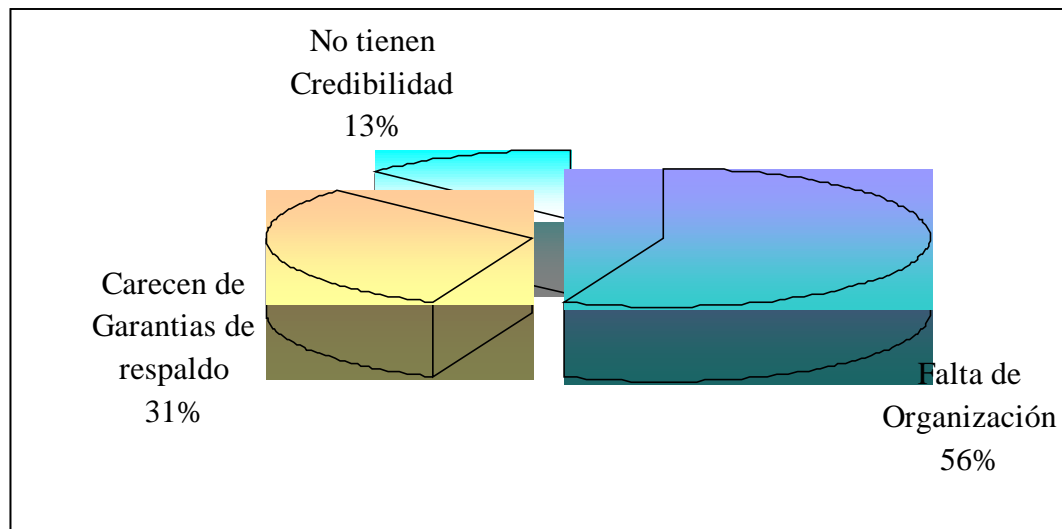 No tienen
Credibilidad
13%
Carecen de
Garantias de
respaldo
31%
Falta de
Organización
56%